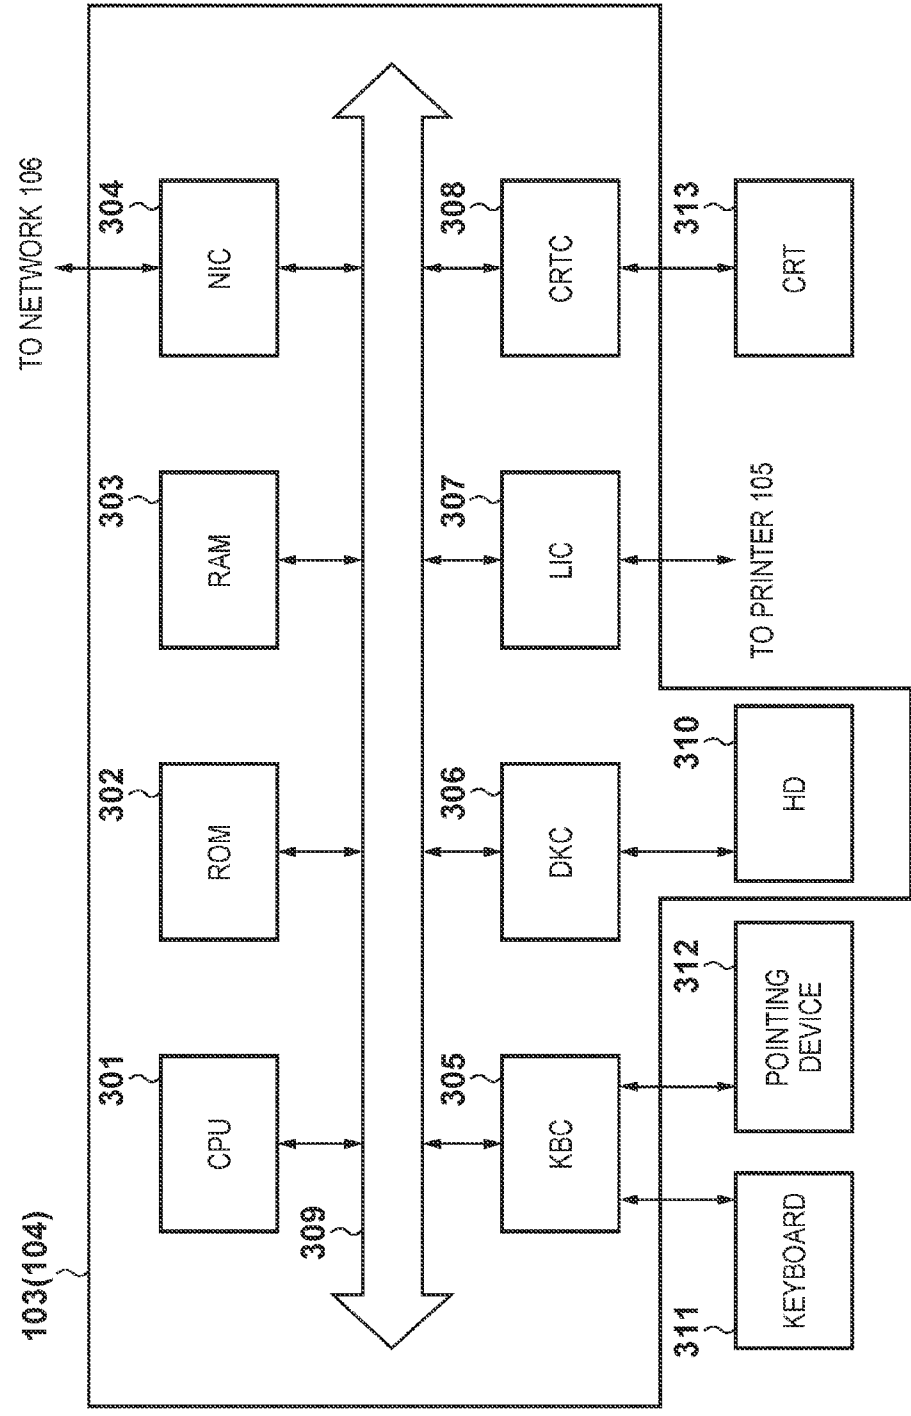 103(104)
TO NETWORK 106
301
CPU
302
ROM
303
RAM
304
NIC
309
305
KBC
306
DKC
307
LIC
308
CRTC
311
KEYBOARD
312
POINTING
DEVICE
310
HD
TO PRINTER 105
313
CRT